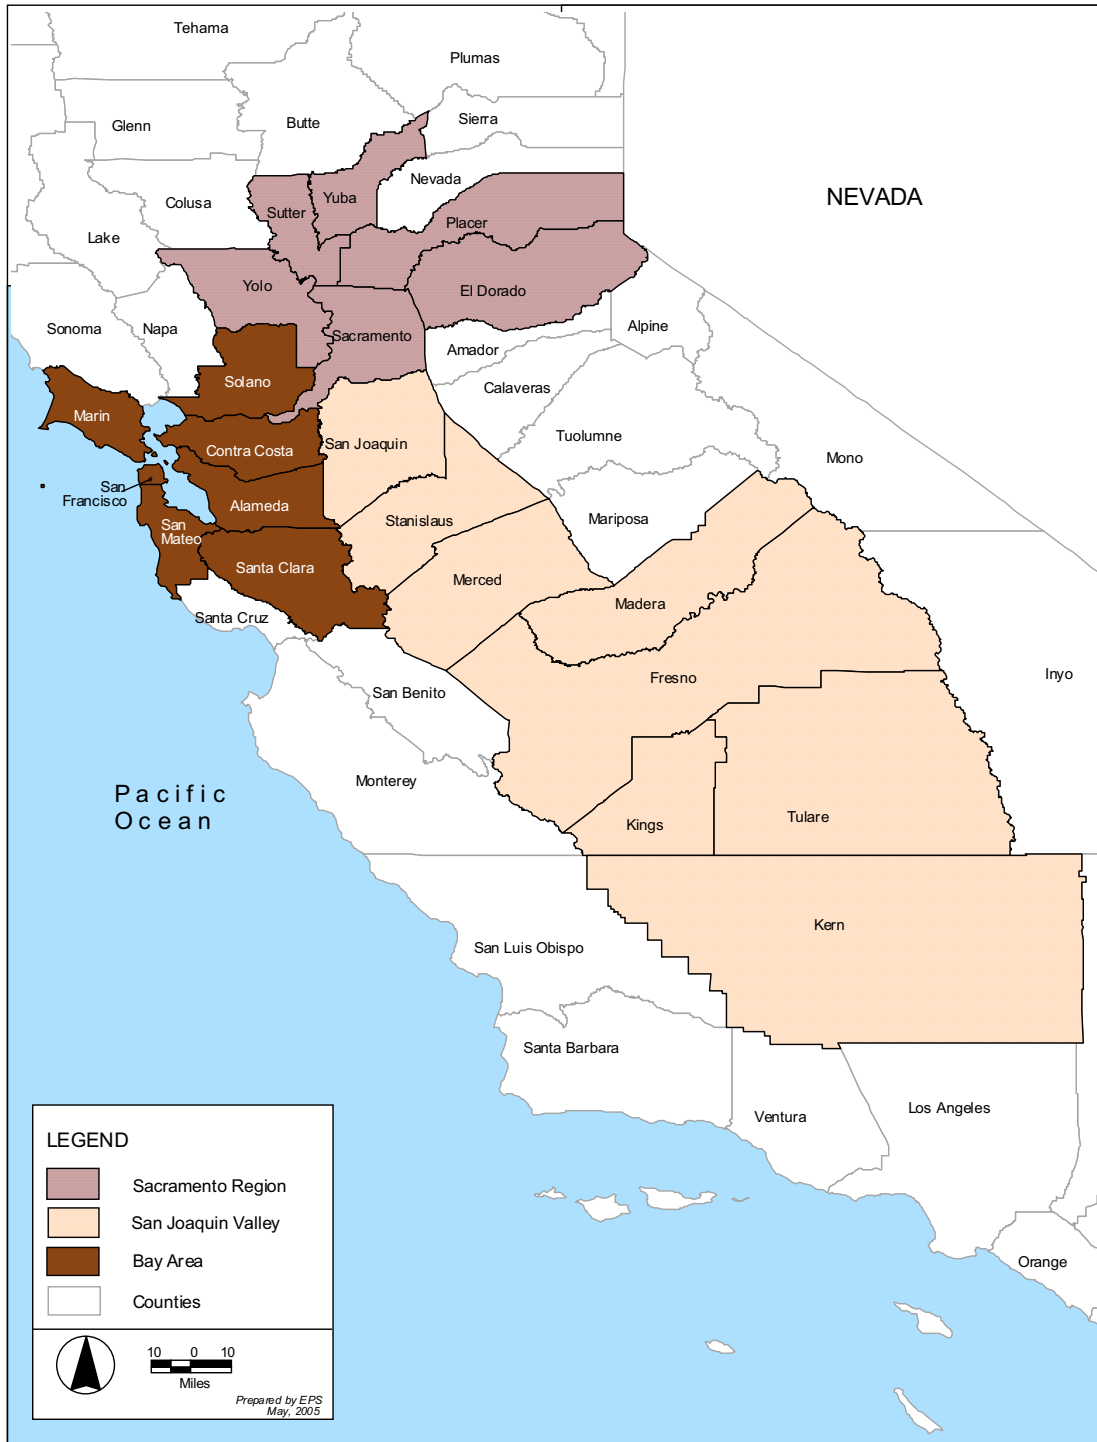 Tehama
Plumas
Glenn
Butte
Sierra
Nevada
Colusa
Sutter
Yuba
Placer
NEVADA
Lake
Yolo
El Dorado
Sonoma
Napa
Sacramento
Alpine
Amador
Solano
Calaveras
Marin
Tuolumne
San Joaquin
Contra Costa
Mono
San
Francisco
Alameda
Stanislaus
Mariposa
San
Mateo
Santa Clara
Merced
Madera
Santa Cruz
Fresno
Inyo
San Benito
Monterey
Pacific
Ocean
Kings
Tulare
Kern
San Luis Obispo
Santa Barbara
Ventura
Los Angeles
Orange
LEGEND
Sacramento Region
San Joaquin Valley
Bay Area
Counties
10 0 10
Miles
Prepared by EPS
May, 2005